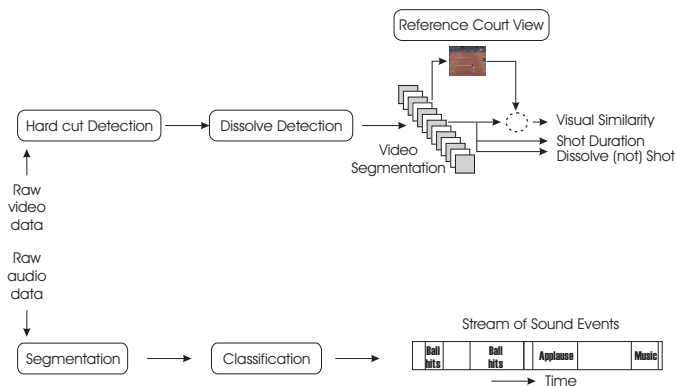 Reference Court View
Hard cut Detection
Dissolve Detection
Visual Similarity
Shot Duration
Dissolve (not) Shot
Video
Segmentation
Raw
video
data
Raw
audio
data
Stream of Sound Events
Segmentation
Classification
Ball
hits
Ball
hits
Applause
Music
Time